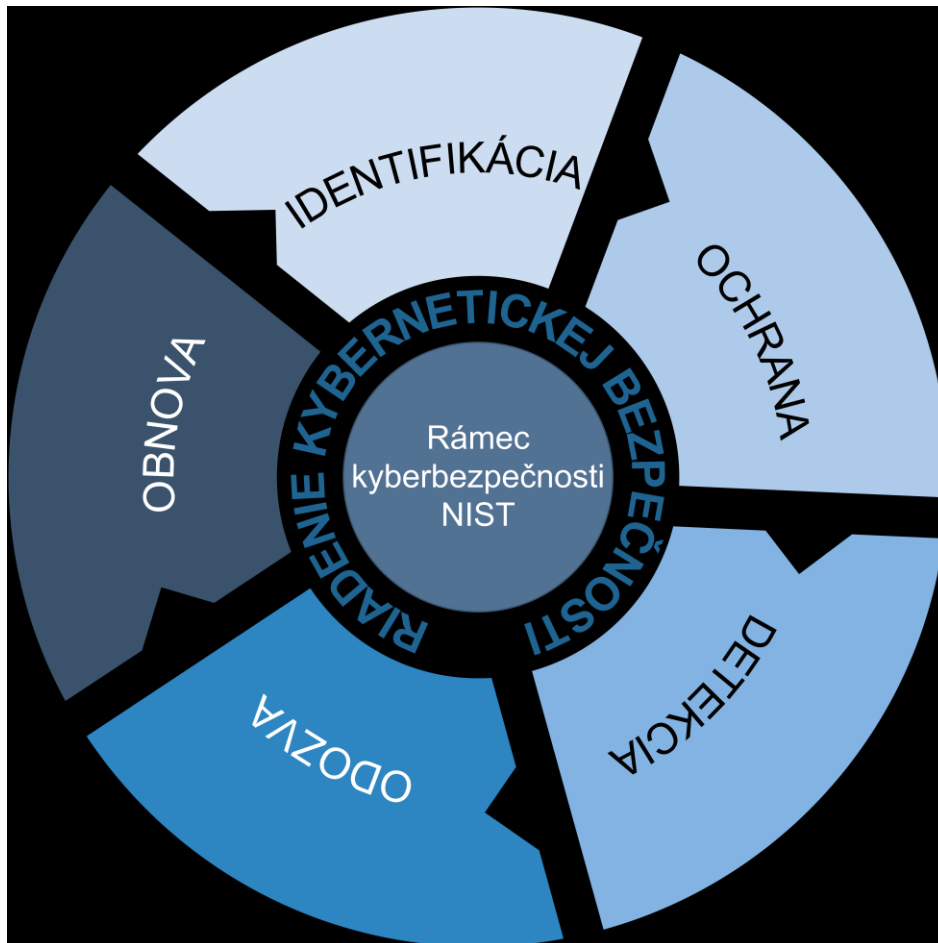 IDENTIFIKÁCIA
OCHRANA
DETEKCIA
ODOZVA
OBNOVA
RIADENIE KYBERNETICKEJ BEZPEČNOSTI
Rámec
kyberbezpečnosti
NIST